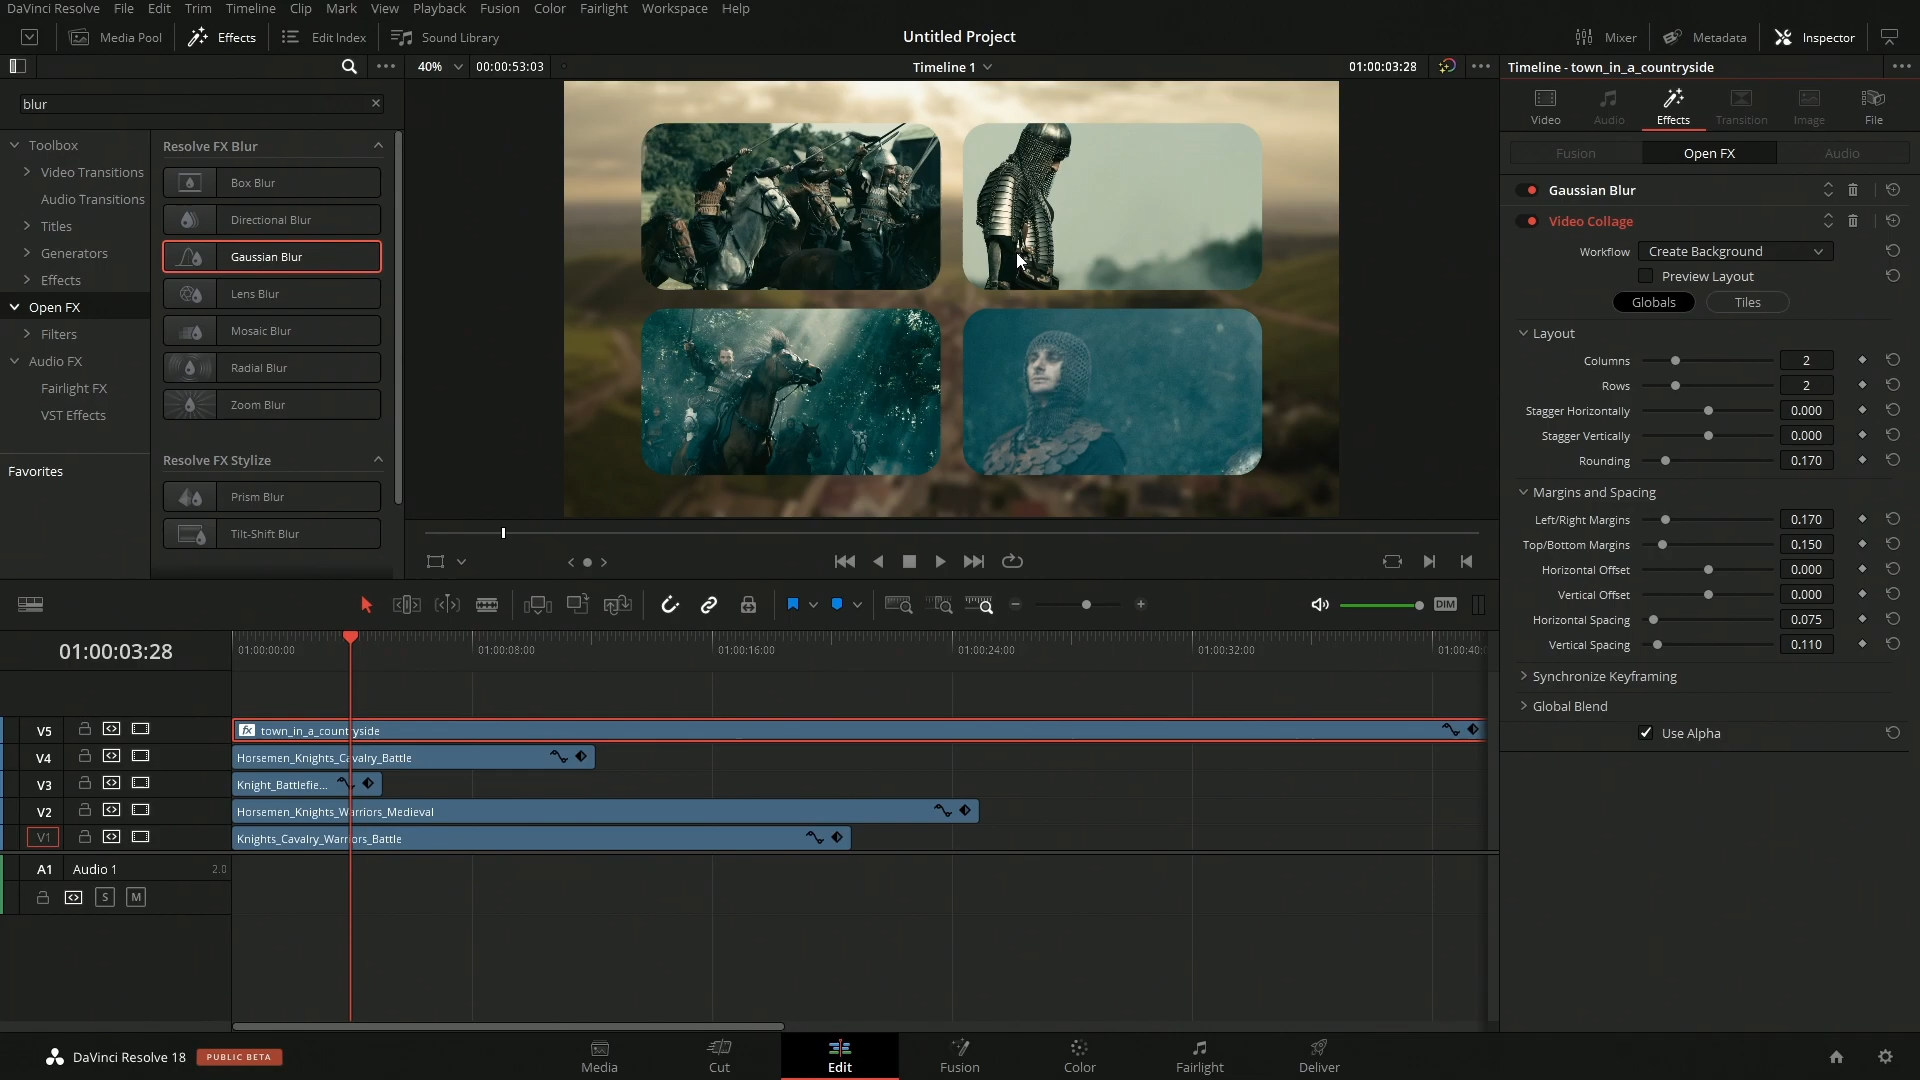 DaVinci Resolve File Edit Trim Timeline Clip Mark View Playback Fusion Color Fairlight Workspace Help
Media Pool Effects Edit Index Sound Library
Untitled Project
Mixer Metadata Inspector
40% 00:00:53:03
Timeline 1
01:00:03:28
Timeline - town_in_a_countryside
blur
Toolbox
Video Transitions
Audio Transitions
Titles
Generators
Effects
Open FX
Filters
Audio FX
Fairlight FX
VST Effects
Favorites
Resolve FX Blur
Box Blur
Directional Blur
Gaussian Blur
Lens Blur
Mosaic Blur
Radial Blur
Zoom Blur
Resolve FX Stylize
Prism Blur
Tilt-Shift Blur
Video Audio Effects Transition Image File
Fusion Open FX Audio
Gaussian Blur
Video Collage
Workflow Create Background
Preview Layout
Globals Tiles
Layout
Columns 2
Rows 2
Stagger Horizontally 0.000
Stagger Vertically 0.000
Rounding 0.170
Margins and Spacing
Left/Right Margins 0.170
Top/Bottom Margins 0.150
Horizontal Offset 0.000
Vertical Offset 0.000
Horizontal Spacing 0.075
Vertical Spacing 0.110
Synchronize Keyframing
Global Blend
Use Alpha
DIM
01:00:03:28
01:00:00:00 01:00:08:00 01:00:16:00 01:00:24:00 01:00:32:00 01:00:40:
V5 fx town_in_a_countryside
V4 Horsemen_Knights_Cavalry_Battle
V3 Knight_Battlefie...
V2 Horsemen_Knights_Warriors_Medieval
V1 Knights_Cavalry_Warriors_Battle
A1 Audio 1 2.0
S M
DaVinci Resolve 18 PUBLIC BETA
Media Cut Edit Fusion Color Fairlight Deliver